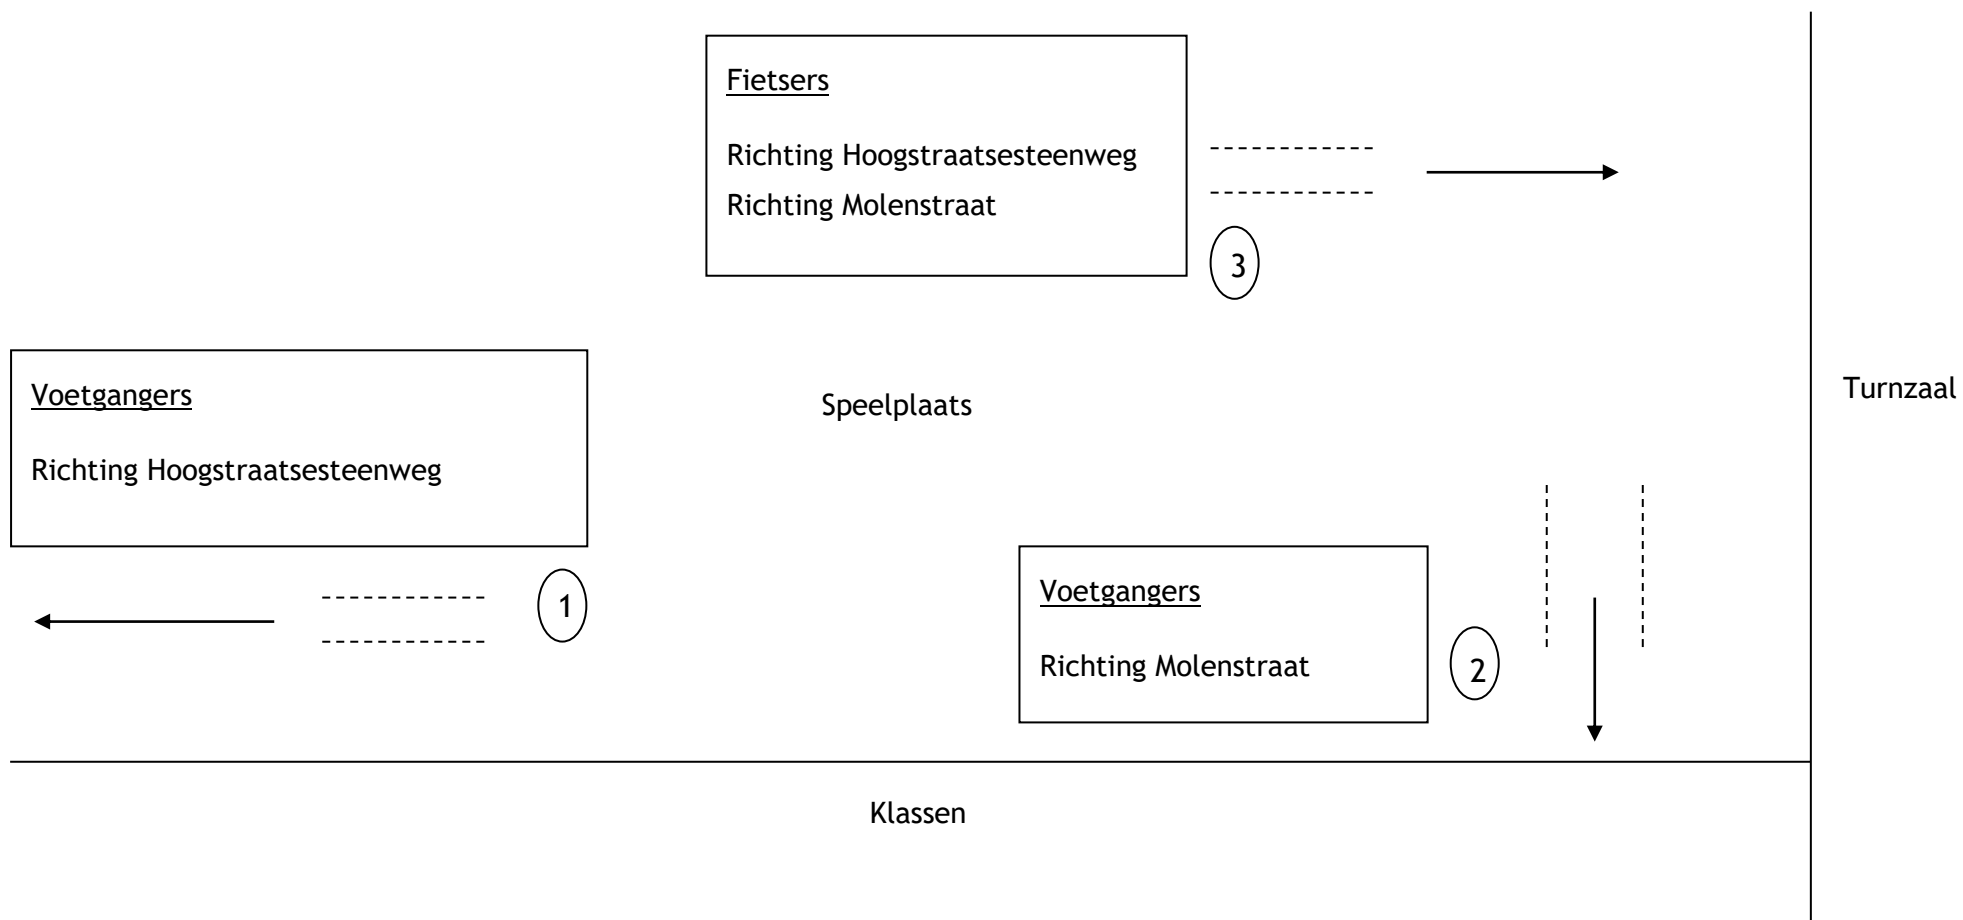 Fietsers
Richting Hoogstraatsesteenweg
Richting Molenstraat
3
Voetgangers
Richting Hoogstraatsesteenweg
Speelplaats
Turnzaal
1
Voetgangers
Richting Molenstraat
2
Klassen